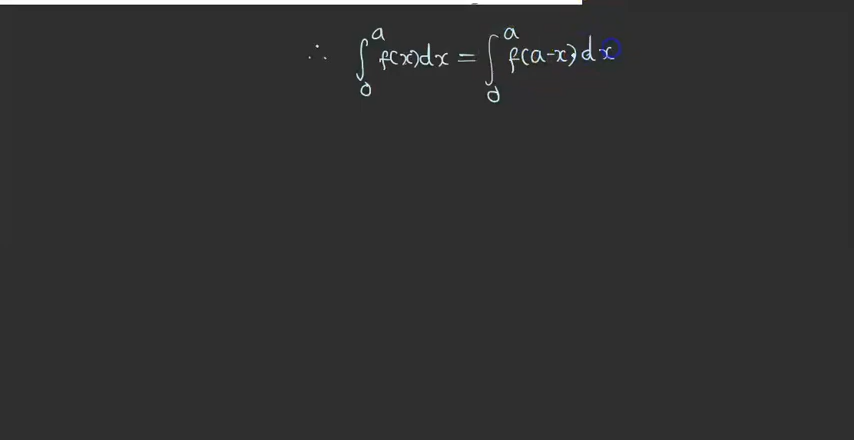 ∴ ∫₀ᵃ f(x)dx = ∫₀ᵃ f(a-x)dx